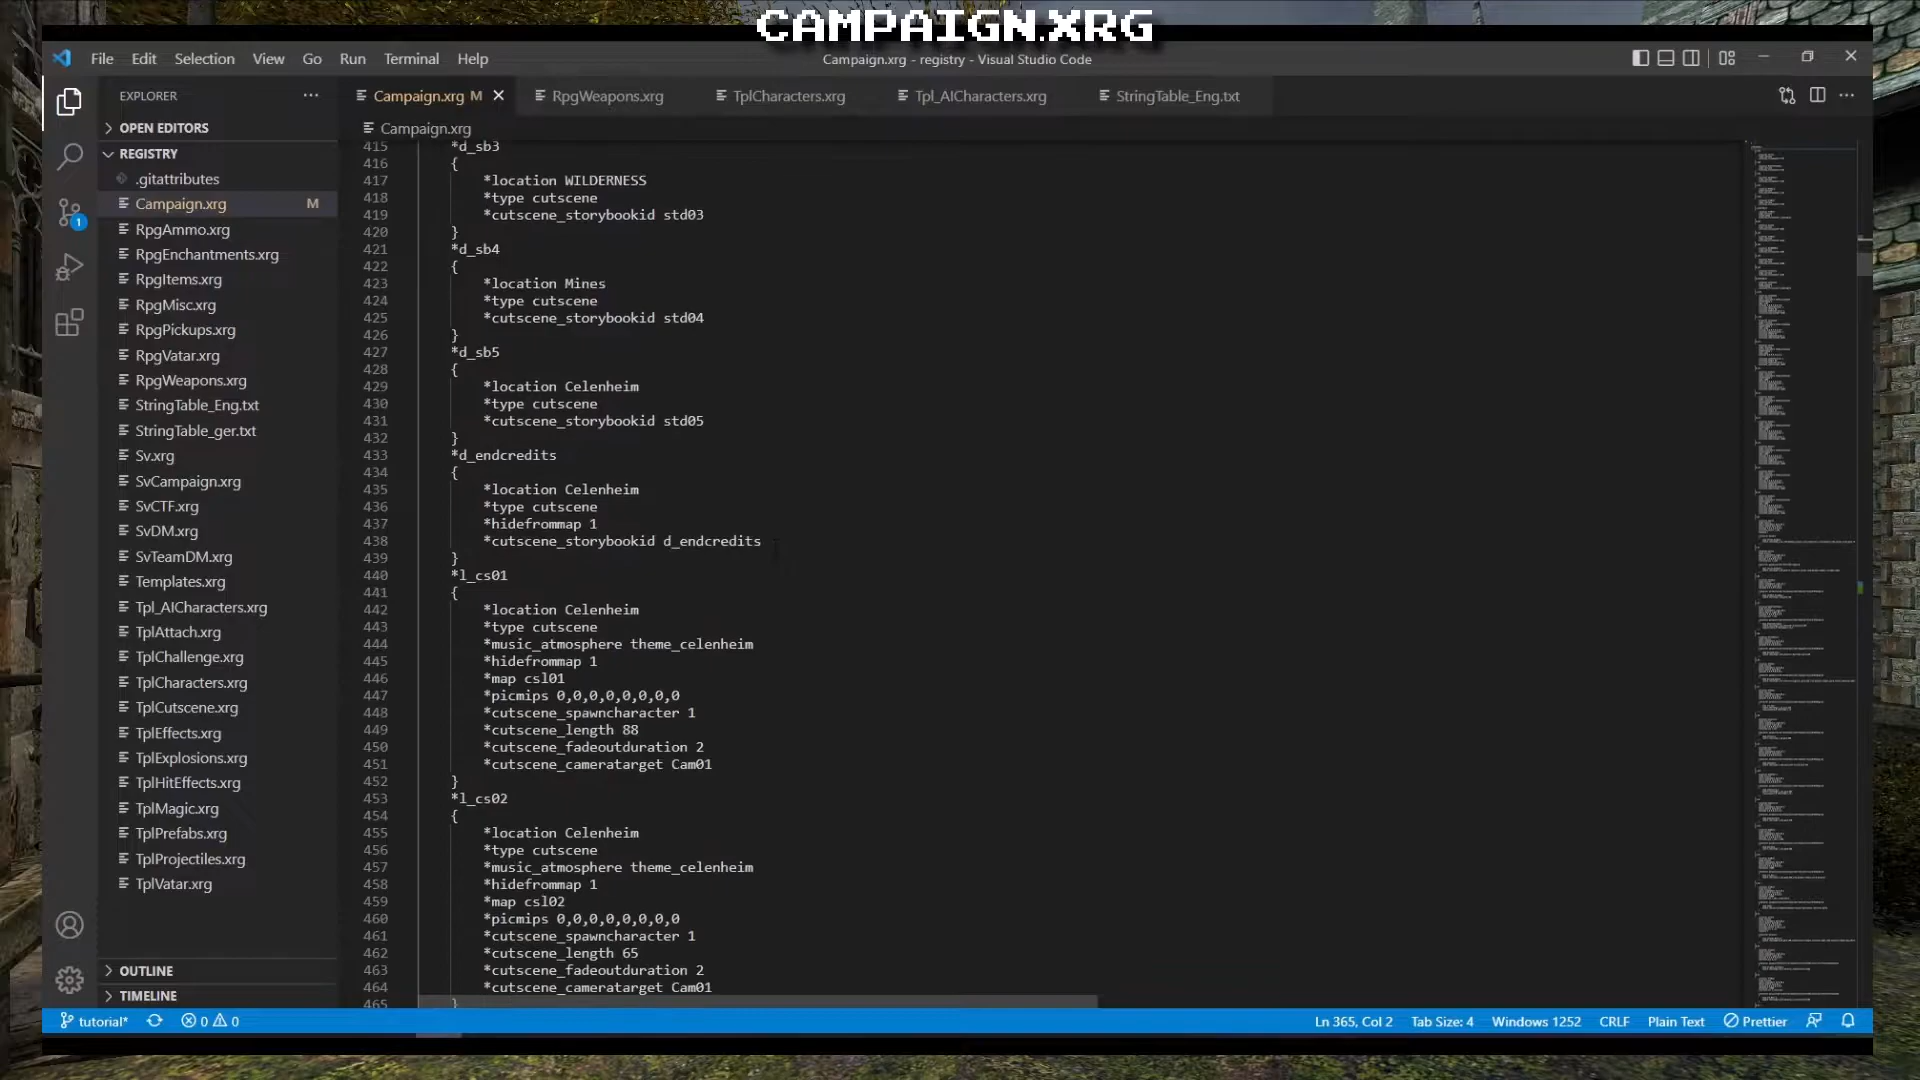 CAMPAIGN.XRG
File Edit Selection View Go Run Terminal Help
Campaign.xrg - registry - Visual Studio Code
EXPLORER ...
Campaign.xrg M
RpgWeapons.xrg
TplCharacters.xrg
Tpl_AICharacters.xrg
StringTable_Eng.txt
OPEN EDITORS
REGISTRY
.gitattributes
Campaign.xrg M
RpgAmmo.xrg
RpgEnchantments.xrg
RpgItems.xrg
RpgMisc.xrg
RpgPickups.xrg
RpgVatar.xrg
RpgWeapons.xrg
StringTable_Eng.txt
StringTable_ger.txt
Sv.xrg
SvCampaign.xrg
SvCTF.xrg
SvDM.xrg
SvTeamDM.xrg
Templates.xrg
Tpl_AICharacters.xrg
TplAttach.xrg
TplChallenge.xrg
TplCharacters.xrg
TplCutscene.xrg
TplEffects.xrg
TplExplosions.xrg
TplHitEffects.xrg
TplMagic.xrg
TplPrefabs.xrg
TplProjectiles.xrg
TplVatar.xrg
OUTLINE
TIMELINE
1
Campaign.xrg
415 *d_sb3
416 {
417 *location WILDERNESS
418 *type cutscene
419 *cutscene_storybookid std03
420 }
421 *d_sb4
422 {
423 *location Mines
424 *type cutscene
425 *cutscene_storybookid std04
426 }
427 *d_sb5
428 {
429 *location Celenheim
430 *type cutscene
431 *cutscene_storybookid std05
432 }
433 *d_endcredits
434 {
435 *location Celenheim
436 *type cutscene
437 *hidefrommap 1
438 *cutscene_storybookid d_endcredits
439 }
440 *l_cs01
441 {
442 *location Celenheim
443 *type cutscene
444 *music_atmosphere theme_celenheim
445 *hidefrommap 1
446 *map csl01
447 *picmips 0,0,0,0,0,0,0,0
448 *cutscene_spawncharacter 1
449 *cutscene_length 88
450 *cutscene_fadeoutduration 2
451 *cutscene_cameratarget Cam01
452 }
453 *l_cs02
454 {
455 *location Celenheim
456 *type cutscene
457 *music_atmosphere theme_celenheim
458 *hidefrommap 1
459 *map csl02
460 *picmips 0,0,0,0,0,0,0,0
461 *cutscene_spawncharacter 1
462 *cutscene_length 65
463 *cutscene_fadeoutduration 2
464 *cutscene_cameratarget Cam01
465 }
tutorial* 0 0 Ln 365, Col 2 Tab Size: 4 Windows 1252 CRLF Plain Text Prettier